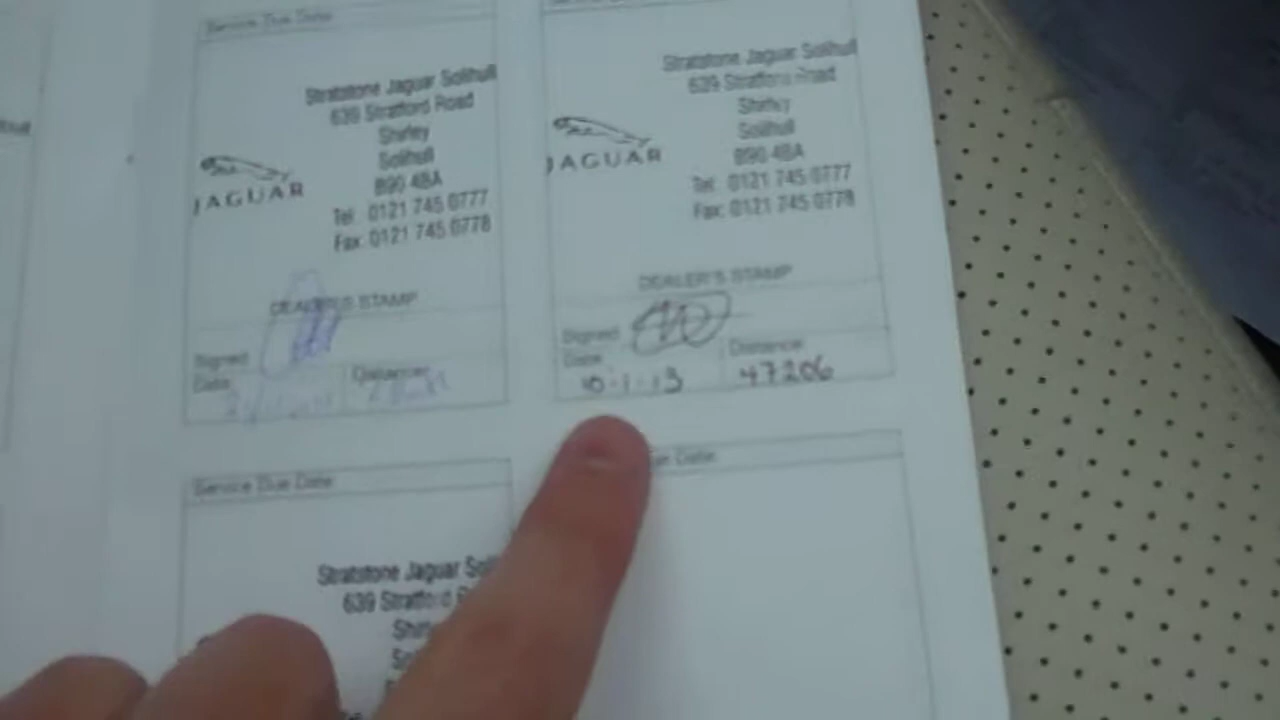 Service Due Date
Stratstone Jaguar Solihull
639 Stratford Road
Shirley
Solihull
B90 4BA
Tel: 0121 745 0777
Fax: 0121 745 0778
JAGUAR
DEALER'S STAMP
Signed
Date
Distance
Stratstone Jaguar Solihull
639 Stratford Road
Shirley
Solihull
B90 4BA
Tel: 0121 745 0777
Fax: 0121 745 0778
JAGUAR
DEALER'S STAMP
Signed
Date 10.1.13
Distance 47206
Service Due Date
Stratstone Jaguar Soli
639 Stratford
Date